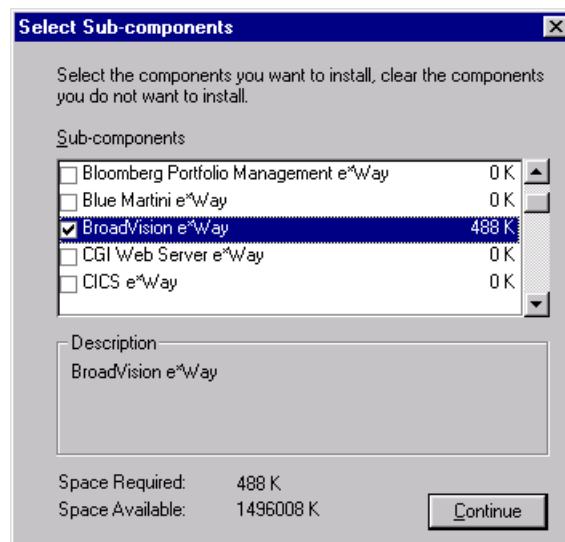 Select Sub-components
Select the components you want to install, clear the components
you do not want to install.
Sub-components
Bloomberg Portfolio Management e*Way 0 K
Blue Martini e*Way 0 K
BroadVision e*Way 488 K
CGI Web Server e*Way 0 K
CICS e*Way 0 K
Description
BroadVision e*Way
Space Required: 488 K
Space Available: 1496008 K
Continue